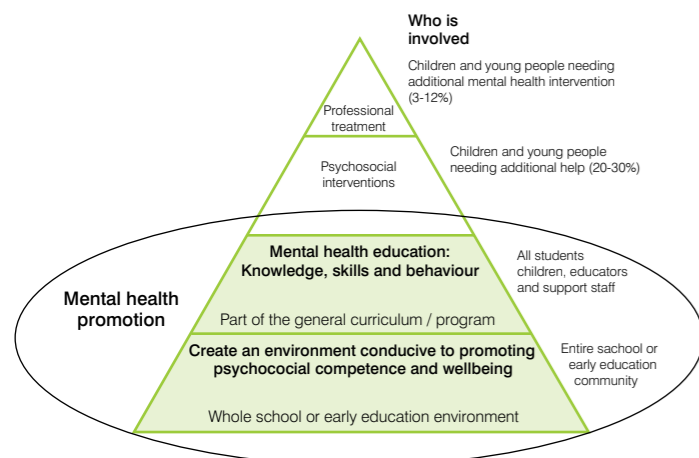 Who is
involved
Children and young people needing
additional mental health intervention
(3-12%)
Professional
treatment
Children and young people
needing additional help (20-30%)
Psychosocial
interventions
Mental health education:
Knowledge, skills and behaviour
All students
children, educators
and support staff
Mental health
promotion
Part of the general curriculum / program
Create an environment conducive to promoting
psychococial competence and wellbeing
Entire sachool or
early education
community
Whole school or early education environment